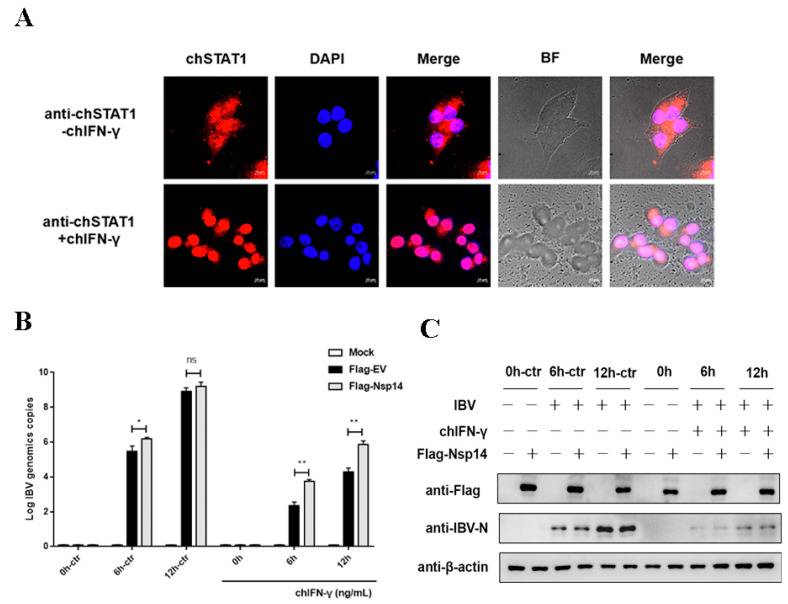 A
chSTAT1 DAPI Merge BF Merge
anti-chSTAT1
-chIFN-γ
anti-chSTAT1
+chIFN-γ
B
Mock
Flag-EV
Flag-Nsp14
Log IBV genomics copies
10
8
6
4
2
0
* ns ** **
0h-ctr 6h-ctr 12h-ctr 0h 6h 12h
chIFN-γ (ng/mL)
C
0h-ctr 6h-ctr 12h-ctr 0h 6h 12h
IBV − − + + + + − − + + + +
chIFN-γ − − − − − − − − + + + +
Flag-Nsp14 − + − + − + − + − + − +
anti-Flag
anti-IBV-N
anti-β-actin